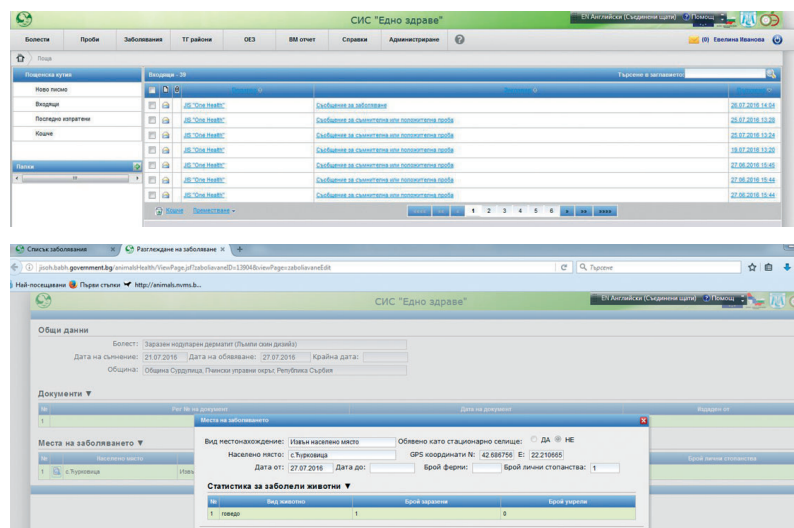 СИС "Едно здраве"
EN Английски (Съединени щати) Помощ
Болести Проби Заболявания ТГ райони ОЕЗ ВМ отчет Справки Администриране (0) Евелина Иванова
Поща
Пощенска кутия Входящи - 39 Търсене в заглавието:
Ново писмо
Входящи JIS "One Health" Съобщение за заболяване 26.07.2016 14:04
Последно изпратени JIS "One Health" Съобщение за съмнителна или положителна проба 25.07.2016 13:28
Кошче JIS "One Health" Съобщение за съмнителна или положителна проба 25.07.2016 13:24
JIS "One Health" Съобщение за съмнителна или положителна проба 19.07.2016 13:20
JIS "One Health" Съобщение за съмнителна или положителна проба 27.06.2016 15:45
Папки JIS "One Health" Съобщение за съмнителна или положителна проба 27.06.2016 15:44
JIS "One Health" Съобщение за съмнителна или положителна проба 27.06.2016 15:44
Кошче Преместване 1 2 3 4 5 6
Списък заболявания Разглеждане на заболяване
jisoh.babh.government.bg/animalsHealth/ViewPage.jsf?zaboliavaneID=13904&viewPage=zaboliavaneEdit Търсене
Най-посещавани Първи стъпки http://animals.nvms.b...
СИС "Едно здраве"
EN Английски (Съединени щати) Помощ
Общи данни
Болест: Заразен нодуларен дерматит (Лъмпи скин дизийз)
Дата на съмнение: 21.07.2016 Дата на обявяване: 27.07.2016 Крайна дата:
Община: Община Сурдулица, Пчински управни окръг, Република Сърбия
Документи ▼
№ Рег № на документ Дата на документ Издаден от
1
Места на заболяването
Вид местонахождение: Извън населено място Обявено като стационарно селище: ДА НЕ
Места на заболяването ▼
Населено място: с.Ћурковица GPS координати N: 42.686756 E: 22.210665
№ Населено място Брой лични стопанства
1 с.Ћурковица Извън
Дата от: 27.07.2016 Дата до: Брой ферми: Брой лични стопанства: 1
Статистика за заболели животни ▼
№ Вид животно Брой заразени Брой умрели
1 говедо 1 0